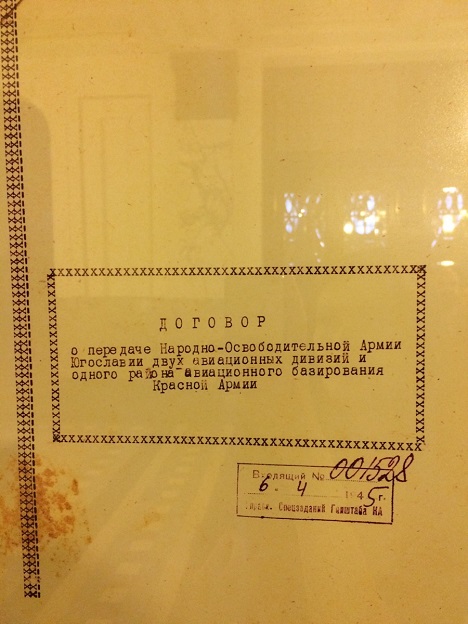 ДОГОВОР
о передаче Народно-Освободительной Армии
Югославии двух авиационных дивизий и
одного района авиационного базирования
Красной Армии
Входящий № 001528
6 4 1945 г.
Спецзаданий Генштаба КА